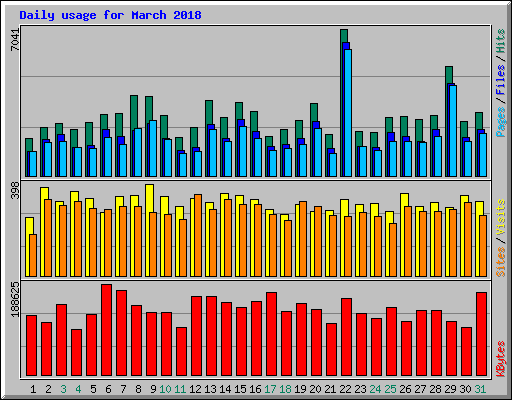 Daily usage for March 2018
7041
Pages / Files / Hits
398
Sites / Visits
188625
KBytes
1 2 3 4 5 6 7 8 9 10 11 12 13 14 15 16 17 18 19 20 21 22 23 24 25 26 27 28 29 30 31